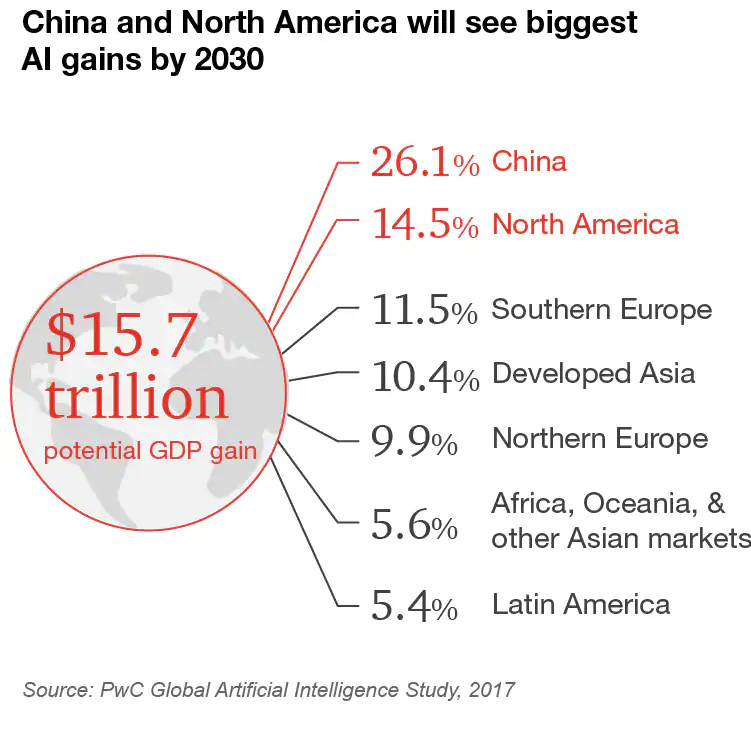 China and North America will see biggest
AI gains by 2030
26.1% China
14.5% North America
$15.7
trillion
potential GDP gain
11.5% Southern Europe
10.4% Developed Asia
9.9% Northern Europe
5.6% Africa, Oceania, &
other Asian markets
5.4% Latin America
Source: PwC Global Artificial Intelligence Study, 2017